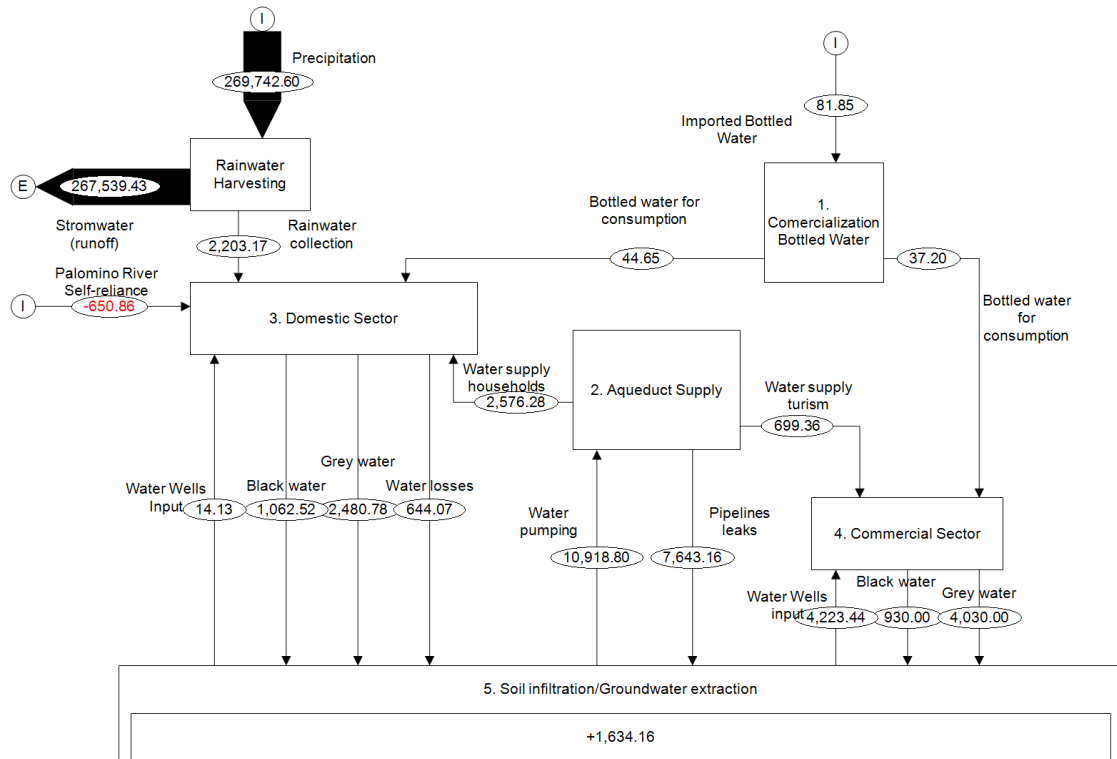 I
Precipitation
269,742.60
I
81.85
Imported Bottled
Water
Rainwater
Harvesting
E
267,539.43
Stromwater
(runoff)
2,203.17
Rainwater
collection
Bottled water for
consumption
44.65
1.
Comercialization
Bottled Water
37.20
Palomino River
Self-reliance
I
-650.86
3. Domestic Sector
Bottled water
for
consumption
Water supply
households
2,576.28
2. Aqueduct Supply
Water supply
turism
699.36
Water Wells
Input
14.13
Black water
1,062.52
Grey water
2,480.78
Water losses
644.07
Water
pumping
10,918.80
Pipelines
leaks
7,643.16
4. Commercial Sector
Water Wells
input
4,223.44
Black water
930.00
Grey water
4,030.00
5. Soil infiltration/Groundwater extraction
+1,634.16